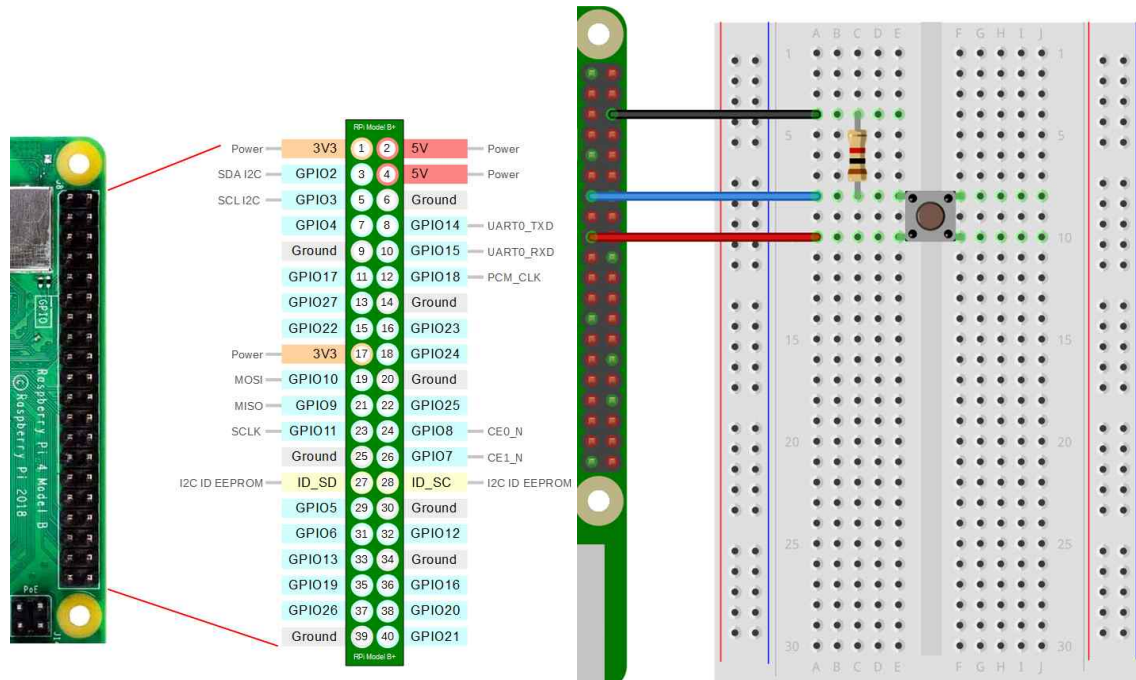 RPi Model B+
Power 3V3 1 2 5V Power
SDA I2C GPIO2 3 4 5V Power
SCL I2C GPIO3 5 6 Ground
GPIO4 7 8 GPIO14 UART0_TXD
Ground 9 10 GPIO15 UART0_RXD
GPIO17 11 12 GPIO18 PCM_CLK
GPIO27 13 14 Ground
GPIO22 15 16 GPIO23
Power 3V3 17 18 GPIO24
MOSI GPIO10 19 20 Ground
MISO GPIO9 21 22 GPIO25
SCLK GPIO11 23 24 GPIO8 CE0_N
Ground 25 26 GPIO7 CE1_N
I2C ID EEPROM ID_SD 27 28 ID_SC I2C ID EEPROM
GPIO5 29 30 Ground
GPIO6 31 32 GPIO12
GPIO13 33 34 Ground
GPIO19 35 36 GPIO16
GPIO26 37 38 GPIO20
Ground 39 40 GPIO21
RPi Model B+
GPIO
Raspberry Pi 4 Model B
© Raspberry Pi 2018
PoE
A B C D E F G H I J
1 1
5 5
10
15 15
20 20
25 25
30 30
A B C D E F G H I J